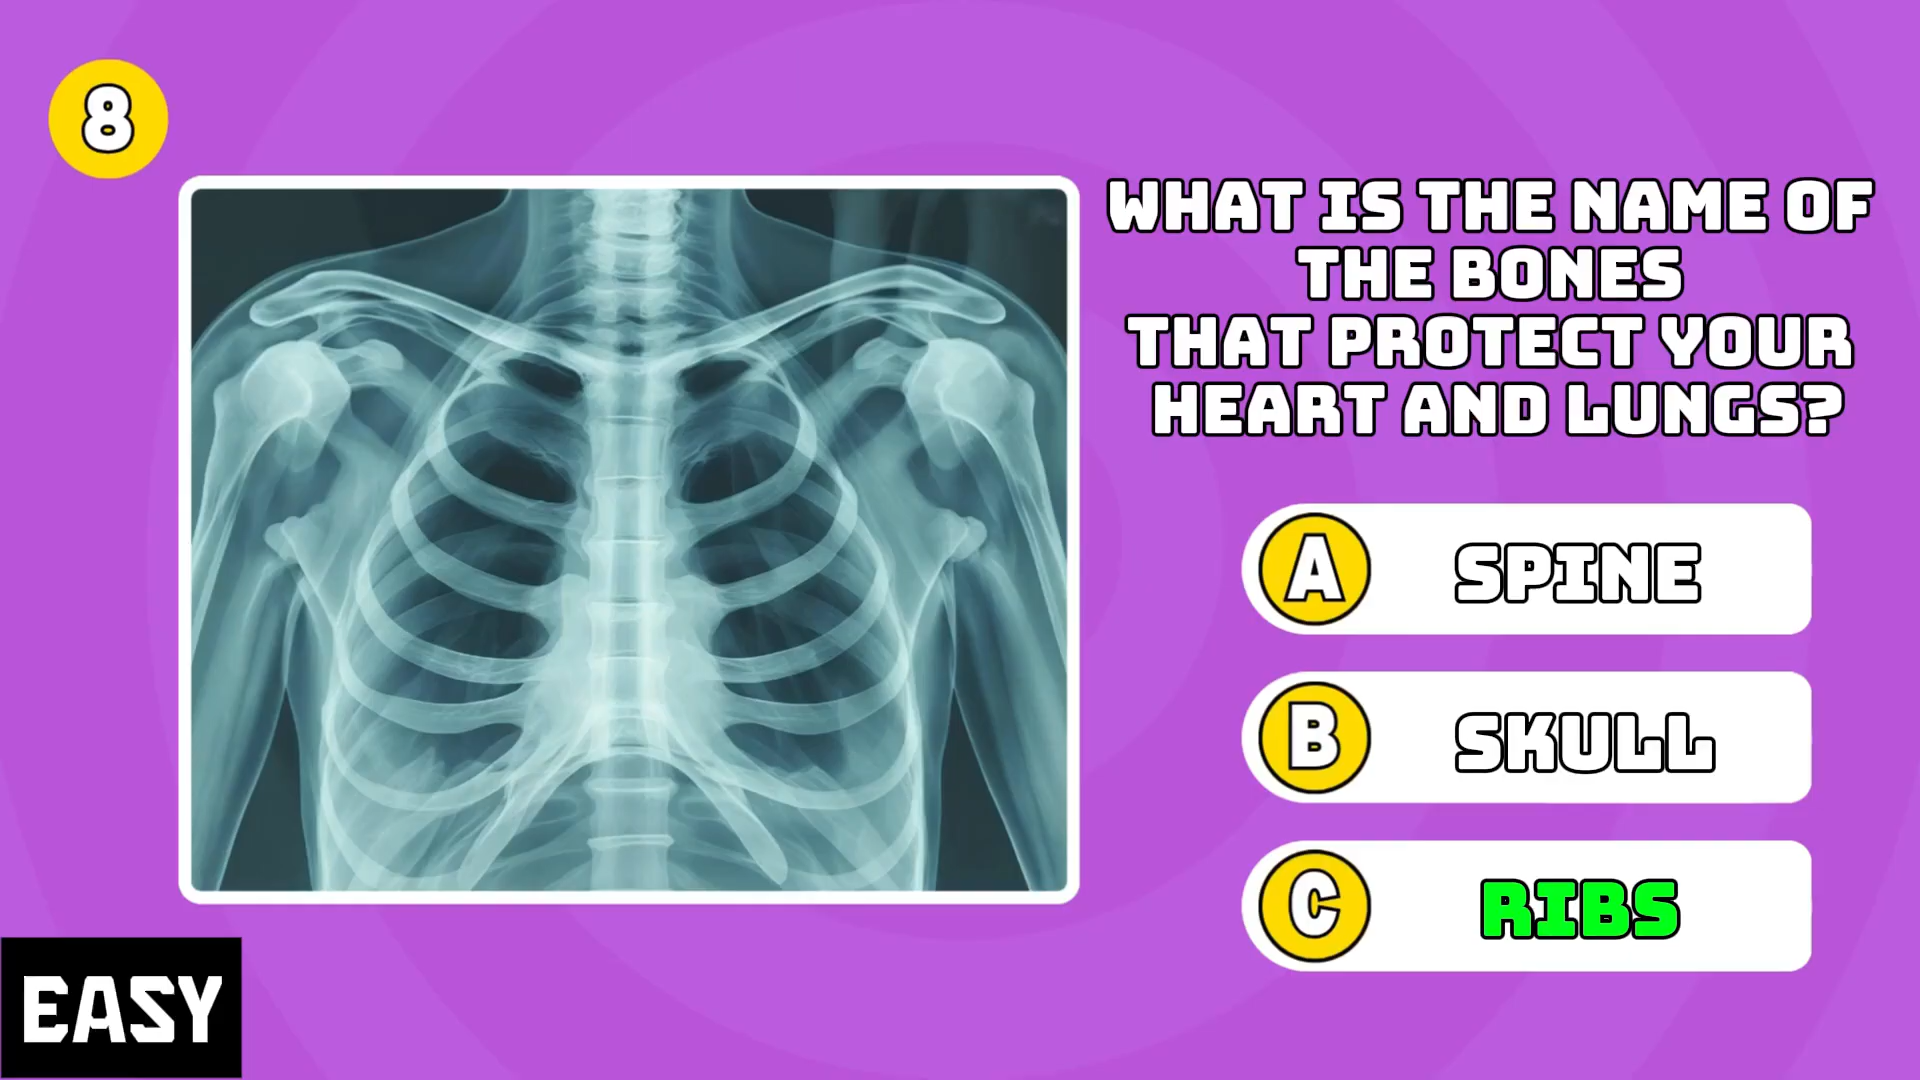 8
WHAT IS THE NAME OF
THE BONES
THAT PROTECT YOUR
HEART AND LUNGS?
A SPINE
B SKULL
C RIBS
EASY